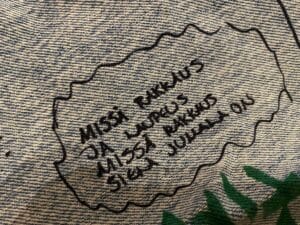 MISSÄ RAKKAUS
JA LAUPEUS
MISSÄ RAKKAUS
SIELLÄ JUMALA ON